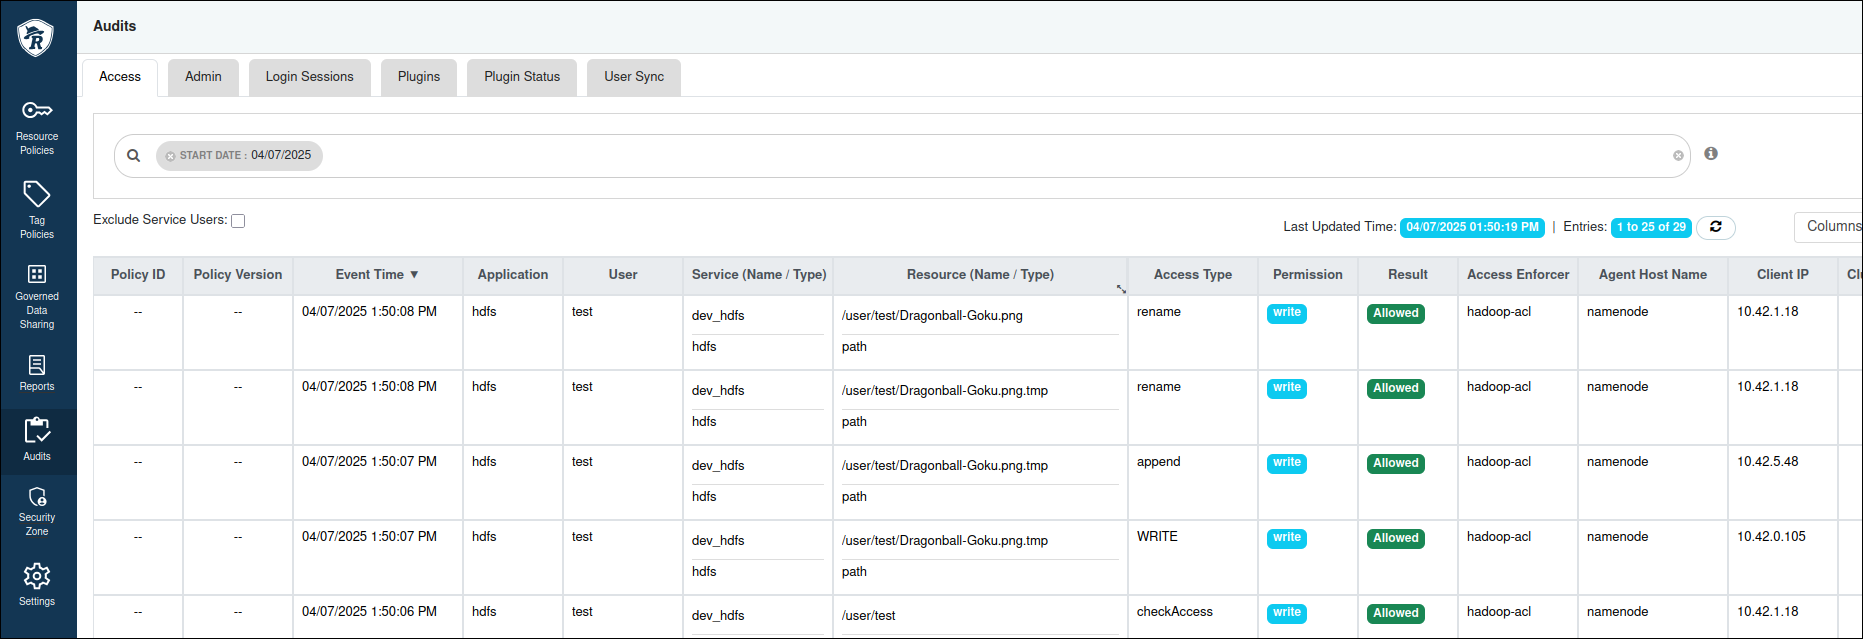 Audits
Access Admin Login Sessions Plugins Plugin Status User Sync
START DATE : 04/07/2025
Exclude Service Users:
Last Updated Time: 04/07/2025 01:50:19 PM | Entries: 1 to 25 of 29
Columns
Resource
Policies
Tag
Policies
Governed
Data
Sharing
Reports
Audits
Security
Zone
Settings
Policy ID Policy Version Event Time ▼ Application User Service (Name / Type) Resource (Name / Type) Access Type Permission Result Access Enforcer Agent Host Name Client IP Clu
-- -- 04/07/2025 1:50:08 PM hdfs test dev_hdfs /user/test/Dragonball-Goku.png rename write Allowed hadoop-acl namenode 10.42.1.18
hdfs path
-- -- 04/07/2025 1:50:08 PM hdfs test dev_hdfs /user/test/Dragonball-Goku.png.tmp rename write Allowed hadoop-acl namenode 10.42.1.18
hdfs path
-- -- 04/07/2025 1:50:07 PM hdfs test dev_hdfs /user/test/Dragonball-Goku.png.tmp append write Allowed hadoop-acl namenode 10.42.5.48
hdfs path
-- -- 04/07/2025 1:50:07 PM hdfs test dev_hdfs /user/test/Dragonball-Goku.png.tmp WRITE write Allowed hadoop-acl namenode 10.42.0.105
hdfs path
-- -- 04/07/2025 1:50:06 PM hdfs test dev_hdfs /user/test checkAccess write Allowed hadoop-acl namenode 10.42.1.18